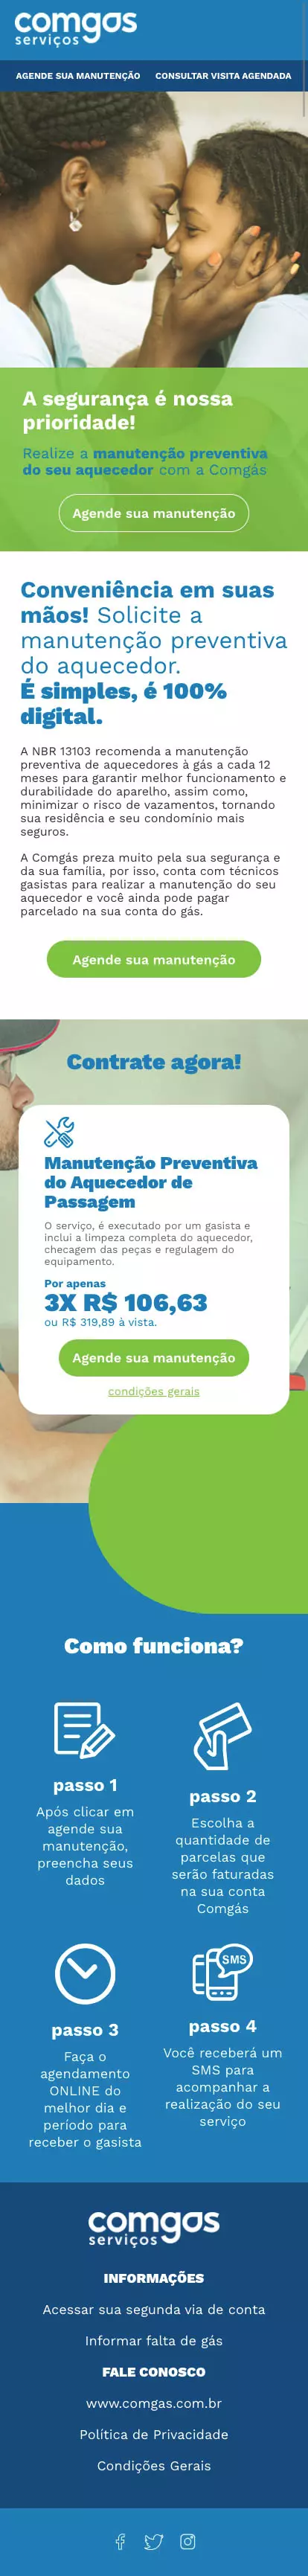 comgas
serviços
AGENDE SUA MANUTENÇÃO
CONSULTAR VISITA AGENDADA
A segurança é nossa
prioridade!
Realize a manutenção preventiva
do seu aquecedor com a Comgás
Agende sua manutenção
Conveniência em suas
mãos! Solicite a
manutenção preventiva
do aquecedor.
É simples, é 100%
digital.
A NBR 13103 recomenda a manutenção
preventiva de aquecedores à gás a cada 12
meses para garantir melhor funcionamento e
durabilidade do aparelho, assim como,
minimizar o risco de vazamentos, tornando
sua residência e seu condomínio mais
seguros.
A Comgás preza muito pela sua segurança e
da sua família, por isso, conta com técnicos
gasistas para realizar a manutenção do seu
aquecedor e você ainda pode pagar
parcelado na sua conta do gás.
Agende sua manutenção
Contrate agora!
Manutenção Preventiva
do Aquecedor de
Passagem
O serviço, é executado por um gasista e
inclui a limpeza completa do aquecedor,
checagem das peças e regulagem do
equipamento.
Por apenas
3X R$ 106,63
ou R$ 319,89 à vista.
Agende sua manutenção
condições gerais
Como funciona?
passo 1
Após clicar em
agende sua
manutenção,
preencha seus
dados
passo 2
Escolha a
quantidade de
parcelas que
serão faturadas
na sua conta
Comgás
passo 3
Faça o
agendamento
ONLINE do
melhor dia e
período para
receber o gasista
SMS
passo 4
Você receberá um
SMS para
acompanhar a
realização do seu
serviço
comgas
serviços
INFORMAÇÕES
Acessar sua segunda via de conta
Informar falta de gás
FALE CONOSCO
www.comgas.com.br
Política de Privacidade
Condições Gerais